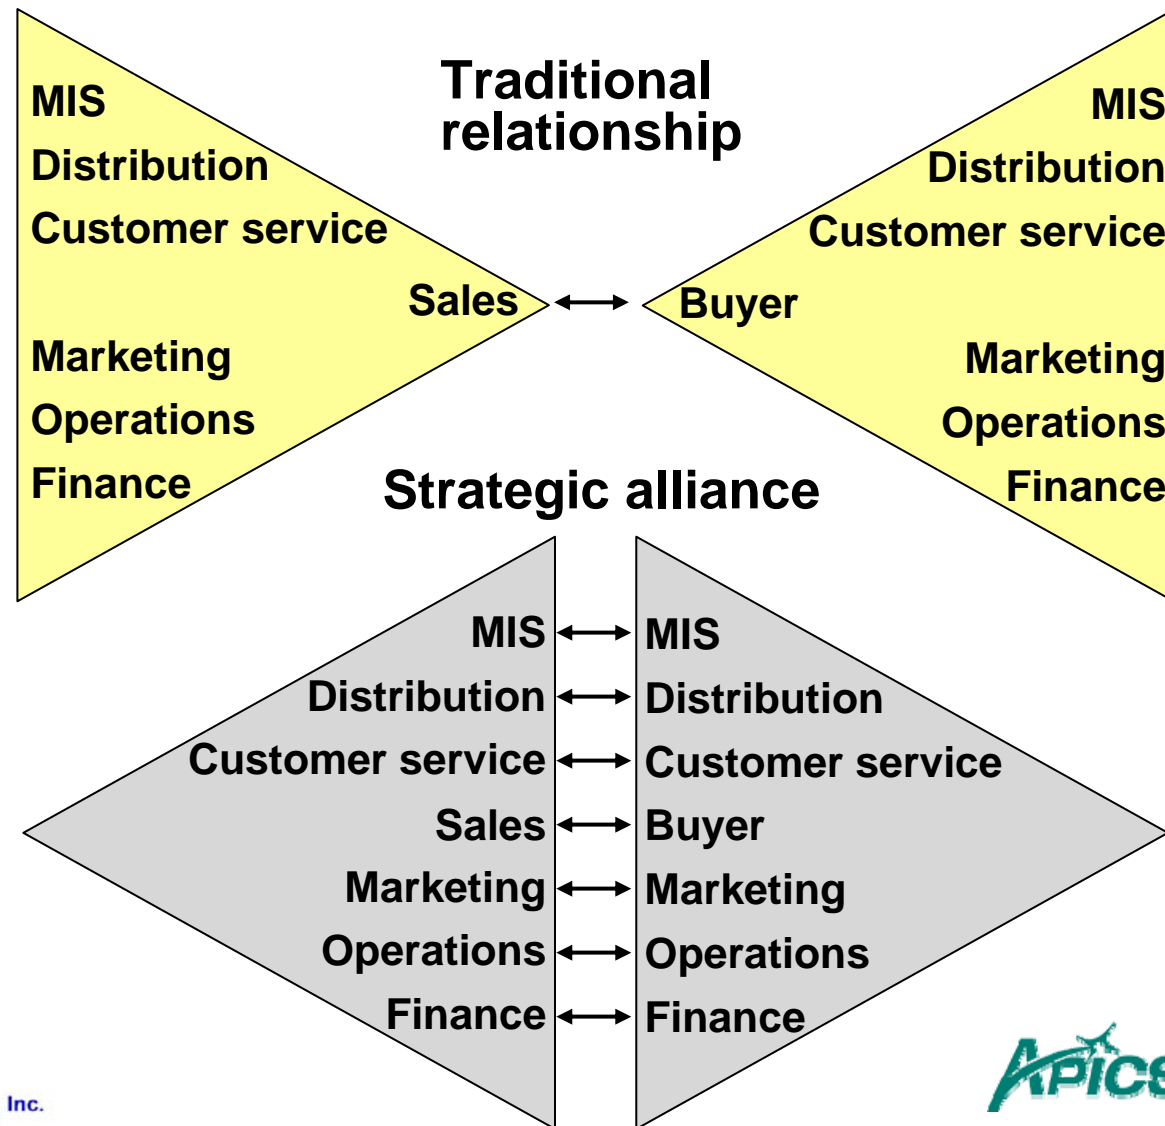 Traditional
relationship
MIS
Distribution
Customer service
Sales
Marketing
Operations
Finance
MIS
Distribution
Customer service
Buyer
Marketing
Operations
Finance
Strategic alliance
MIS MIS
Distribution Distribution
Customer service Customer service
Sales Buyer
Marketing Marketing
Operations Operations
Finance Finance
APICS
Inc.